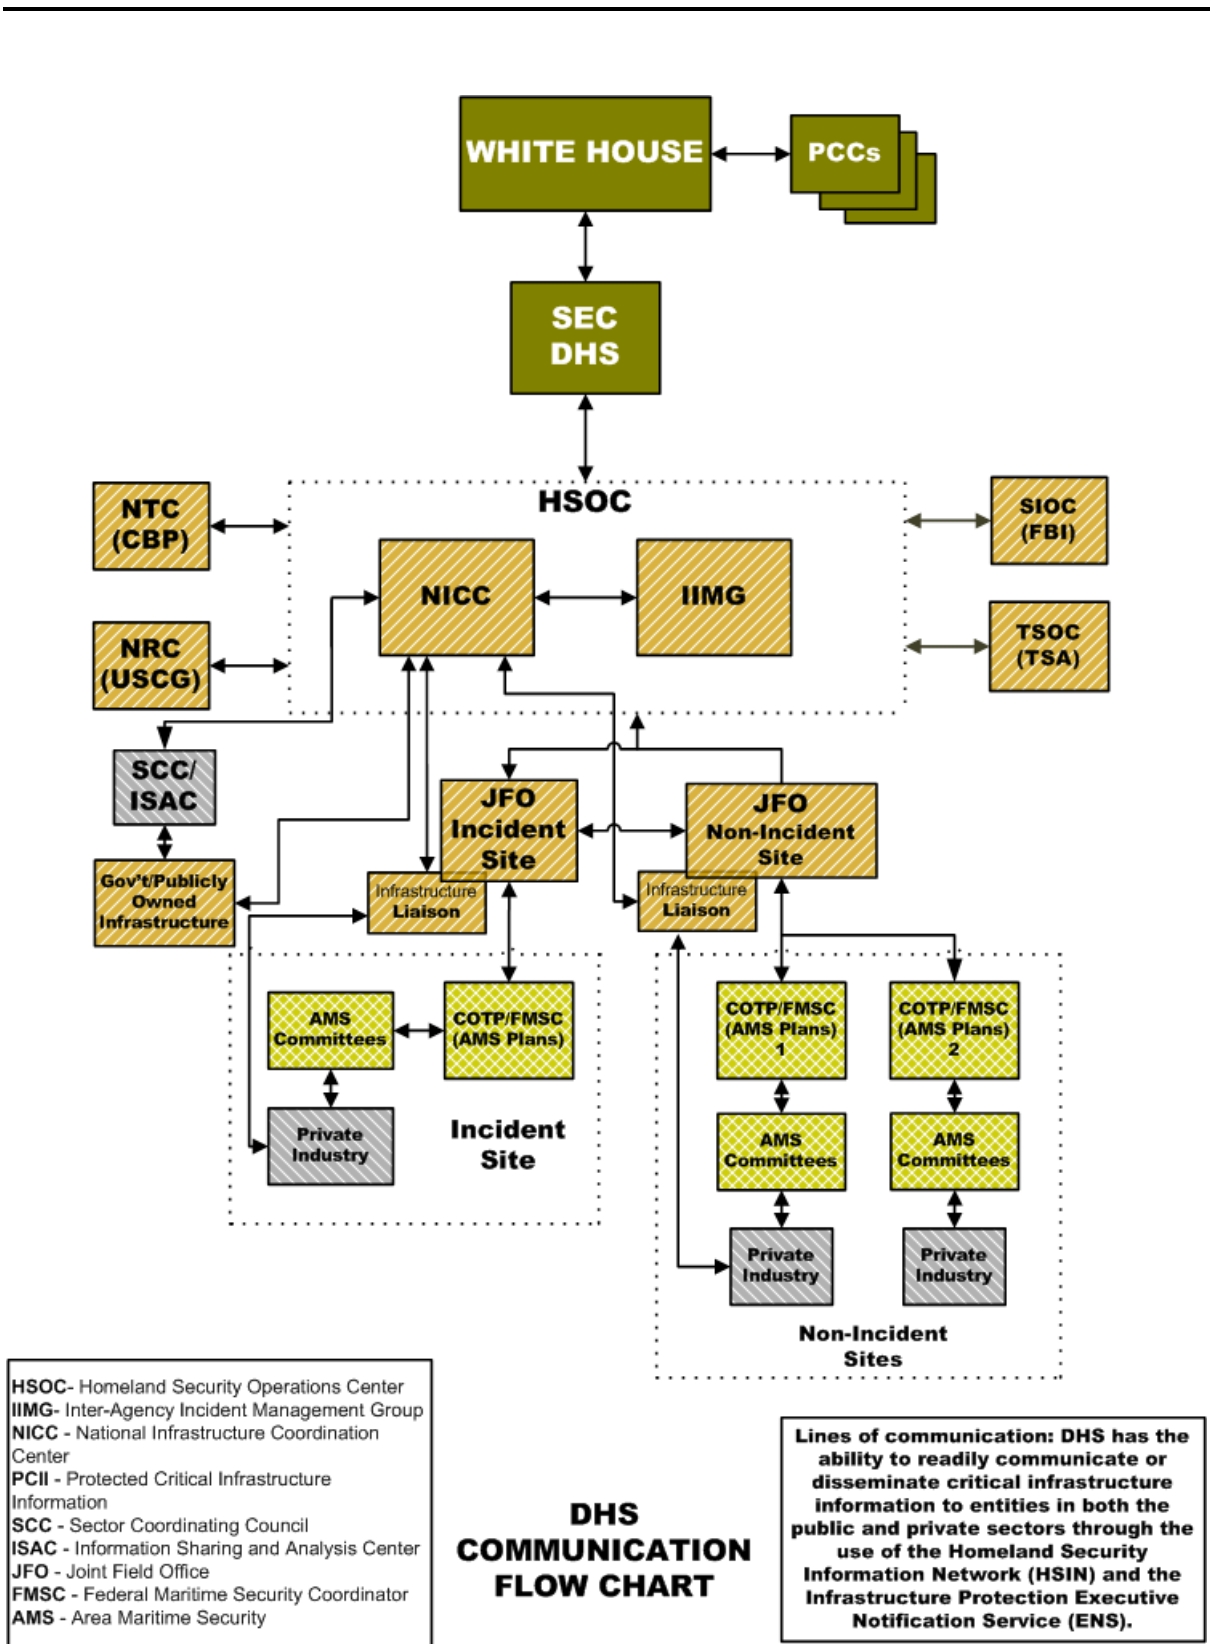 WHITE HOUSE
PCCs
SEC
DHS
HSOC
NTC
(CBP)
SIOC
(FBI)
NICC
IIMG
NRC
(USCG)
TSOC
(TSA)
SCC/
ISAC
JFO
Incident
Site
JFO
Non-Incident
Site
Gov't/Publicly
Owned
Infrastructure
Infrastructure
Liaison
Infrastructure
Liaison
AMS
Committees
COTP/FMSC
(AMS Plans)
COTP/FMSC
(AMS Plans)
1
COTP/FMSC
(AMS Plans)
2
Private
Industry
Incident
Site
AMS
Committees
AMS
Committees
Private
Industry
Private
Industry
Non-Incident
Sites
HSOC- Homeland Security Operations Center
IIMG- Inter-Agency Incident Management Group
NICC - National Infrastructure Coordination
Center
PCII - Protected Critical Infrastructure
Information
SCC - Sector Coordinating Council
ISAC - Information Sharing and Analysis Center
JFO - Joint Field Office
FMSC - Federal Maritime Security Coordinator
AMS - Area Maritime Security
DHS
COMMUNICATION
FLOW CHART
Lines of communication: DHS has the
ability to readily communicate or
disseminate critical infrastructure
information to entities in both the
public and private sectors through the
use of the Homeland Security
Information Network (HSIN) and the
Infrastructure Protection Executive
Notification Service (ENS).